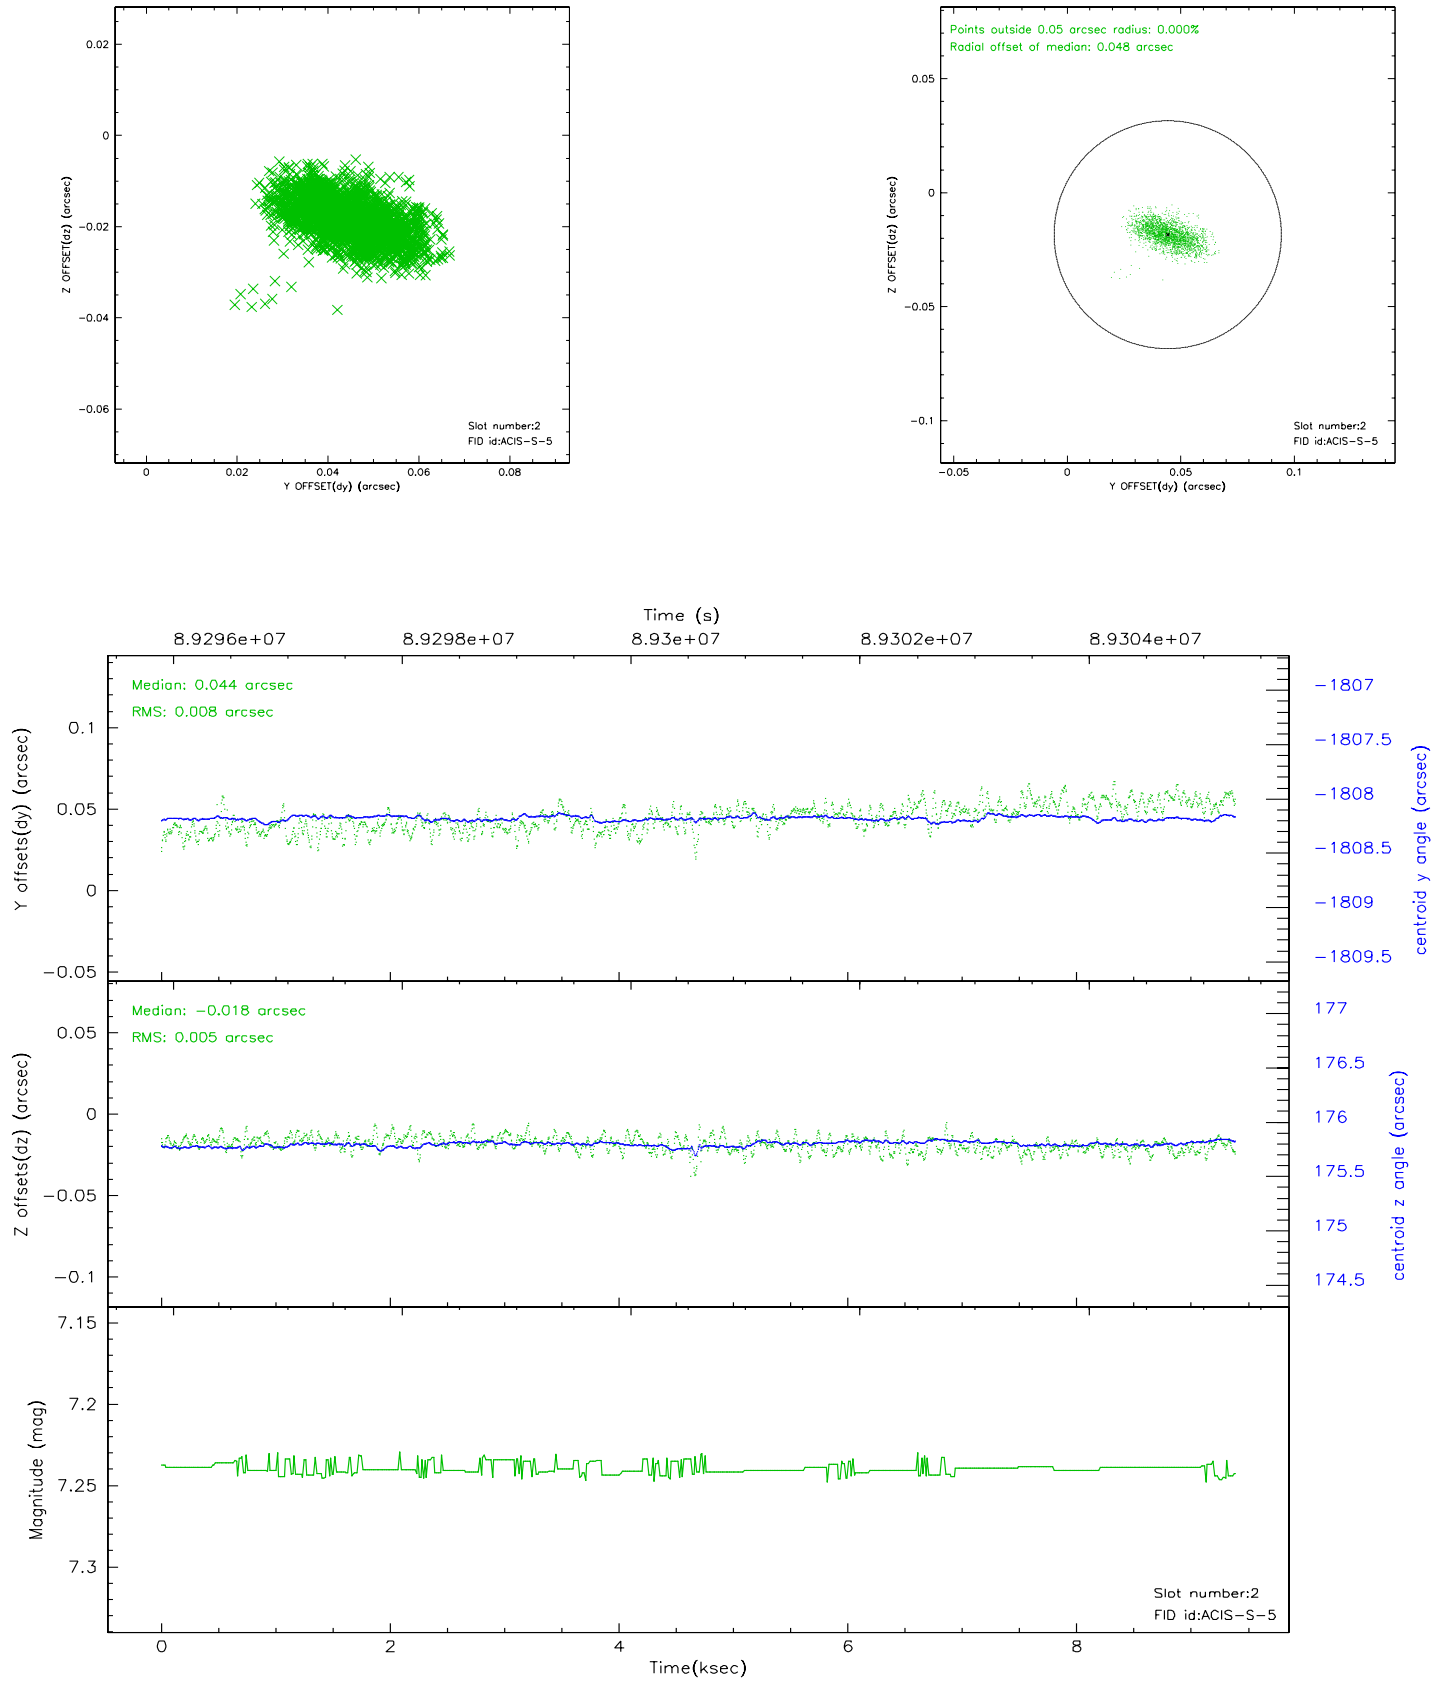 0.02
0
-0.02
-0.04
-0.06
Z OFFSET(dz) (arcsec)
0
0.02
0.04
0.06
0.08
Y OFFSET(dy) (arcsec)
Slot number:2
FID id:ACIS-S-5
Points outside 0.05 arcsec radius: 0.000%
Radial offset of median: 0.048 arcsec
0.05
0
-0.05
-0.1
Z OFFSET(dz) (arcsec)
-0.05
0
0.05
0.1
Y OFFSET(dy) (arcsec)
Slot number:2
FID id:ACIS-S-5
Time (s)
8.9296e+07
8.9298e+07
8.93e+07
8.9302e+07
8.9304e+07
Median: 0.044 arcsec
RMS: 0.008 arcsec
0.1
0.05
0
-0.05
Y offsets(dy) (arcsec)
-1807
-1807.5
-1808
-1808.5
-1809
-1809.5
centroid y angle (arcsec)
Median: -0.018 arcsec
RMS: 0.005 arcsec
0.05
0
-0.05
-0.1
Z offsets(dz) (arcsec)
177
176.5
176
175.5
175
174.5
centroid z angle (arcsec)
7.15
7.2
7.25
7.3
Magnitude (mag)
Slot number:2
FID id:ACIS-S-5
0
2
4
6
8
Time(ksec)